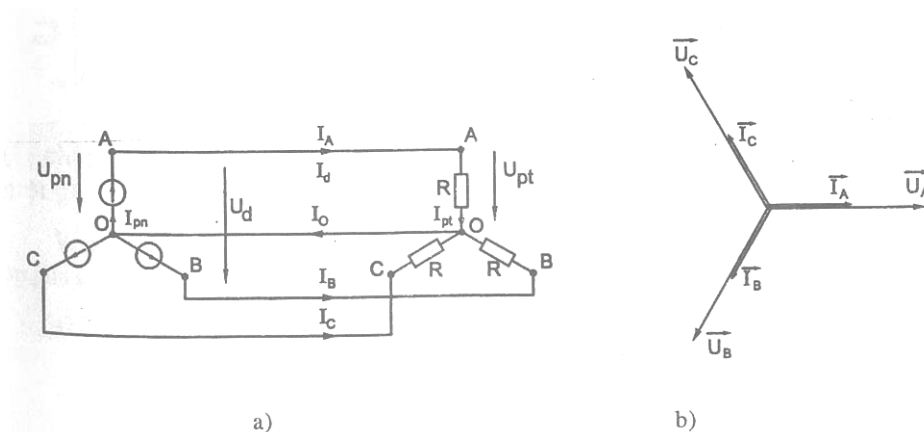 A I_A A
U_pn I_d R U_pt
O I_pn U_d I_O I_pt O
C B I_B C R R B
I_C
a)
U_C
I_C
I_A U_A
I_B
U_B
b)